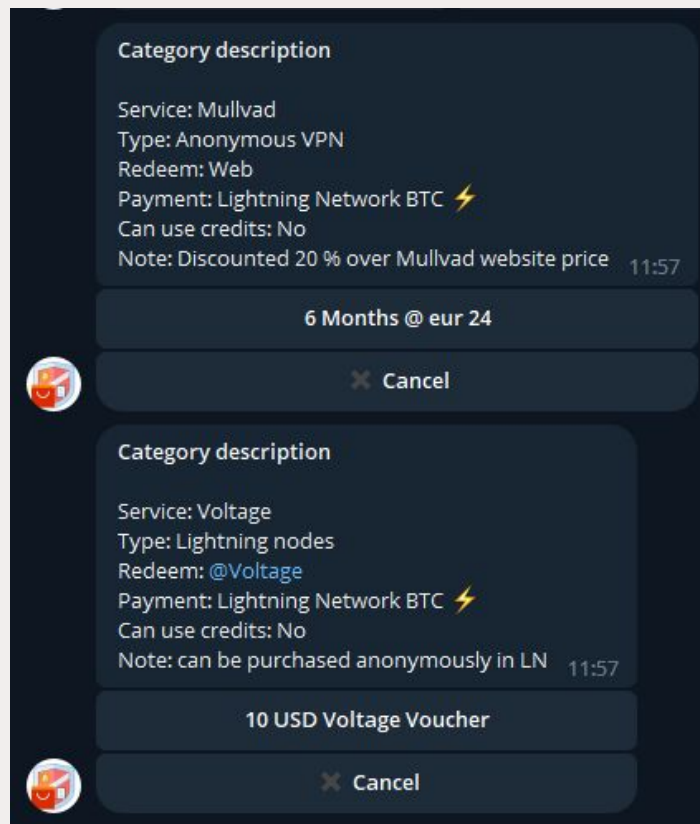 Category description
Service: Mullvad
Type: Anonymous VPN
Redeem: Web
Payment: Lightning Network BTC ⚡
Can use credits: No
Note: Discounted 20 % over Mullvad website price 11:57
6 Months @ eur 24
✖ Cancel
Category description
Service: Voltage
Type: Lightning nodes
Redeem: @Voltage
Payment: Lightning Network BTC ⚡
Can use credits: No
Note: can be purchased anonymously in LN 11:57
10 USD Voltage Voucher
✖ Cancel